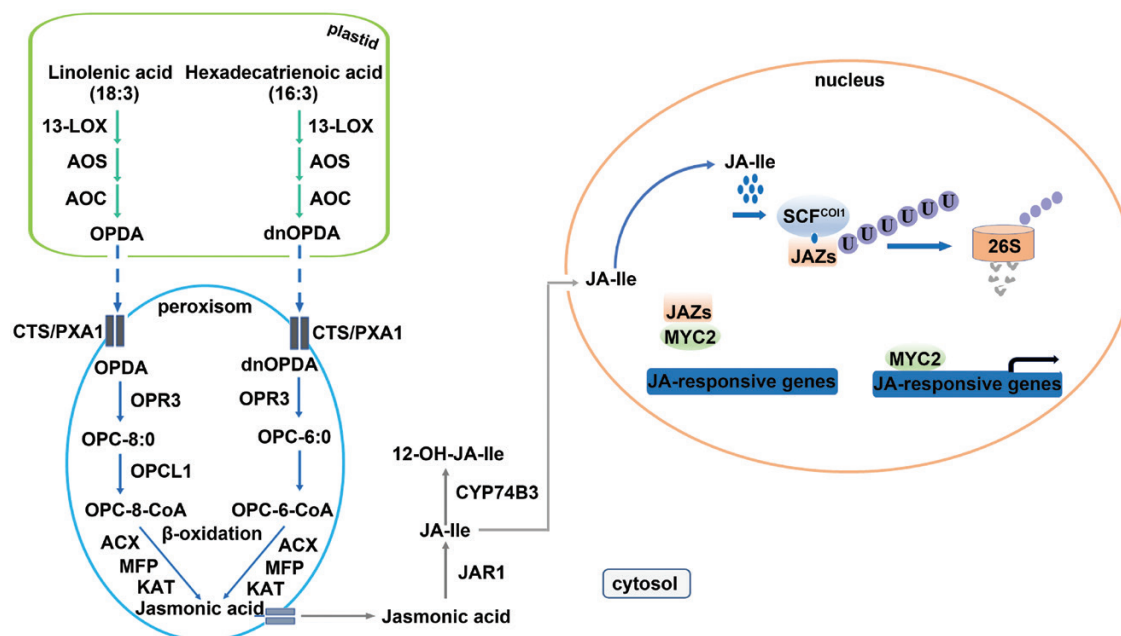 plastid
Linolenic acid
(18:3)
Hexadecatrienoic acid
(16:3)
13-LOX
13-LOX
AOS
AOS
AOC
AOC
OPDA
dnOPDA
peroxisom
CTS/PXA1
CTS/PXA1
OPDA
dnOPDA
OPR3
OPR3
OPC-8:0
OPC-6:0
OPCL1
OPC-8-CoA
OPC-6-CoA
β-oxidation
ACX
ACX
MFP
MFP
KAT
KAT
Jasmonic acid
Jasmonic acid
JAR1
JA-Ile
CYP74B3
12-OH-JA-Ile
cytosol
nucleus
JA-Ile
JA-Ile
SCFCOI1
JAZs
U U U U U U
26S
JAZs
MYC2
JA-responsive genes
MYC2
JA-responsive genes